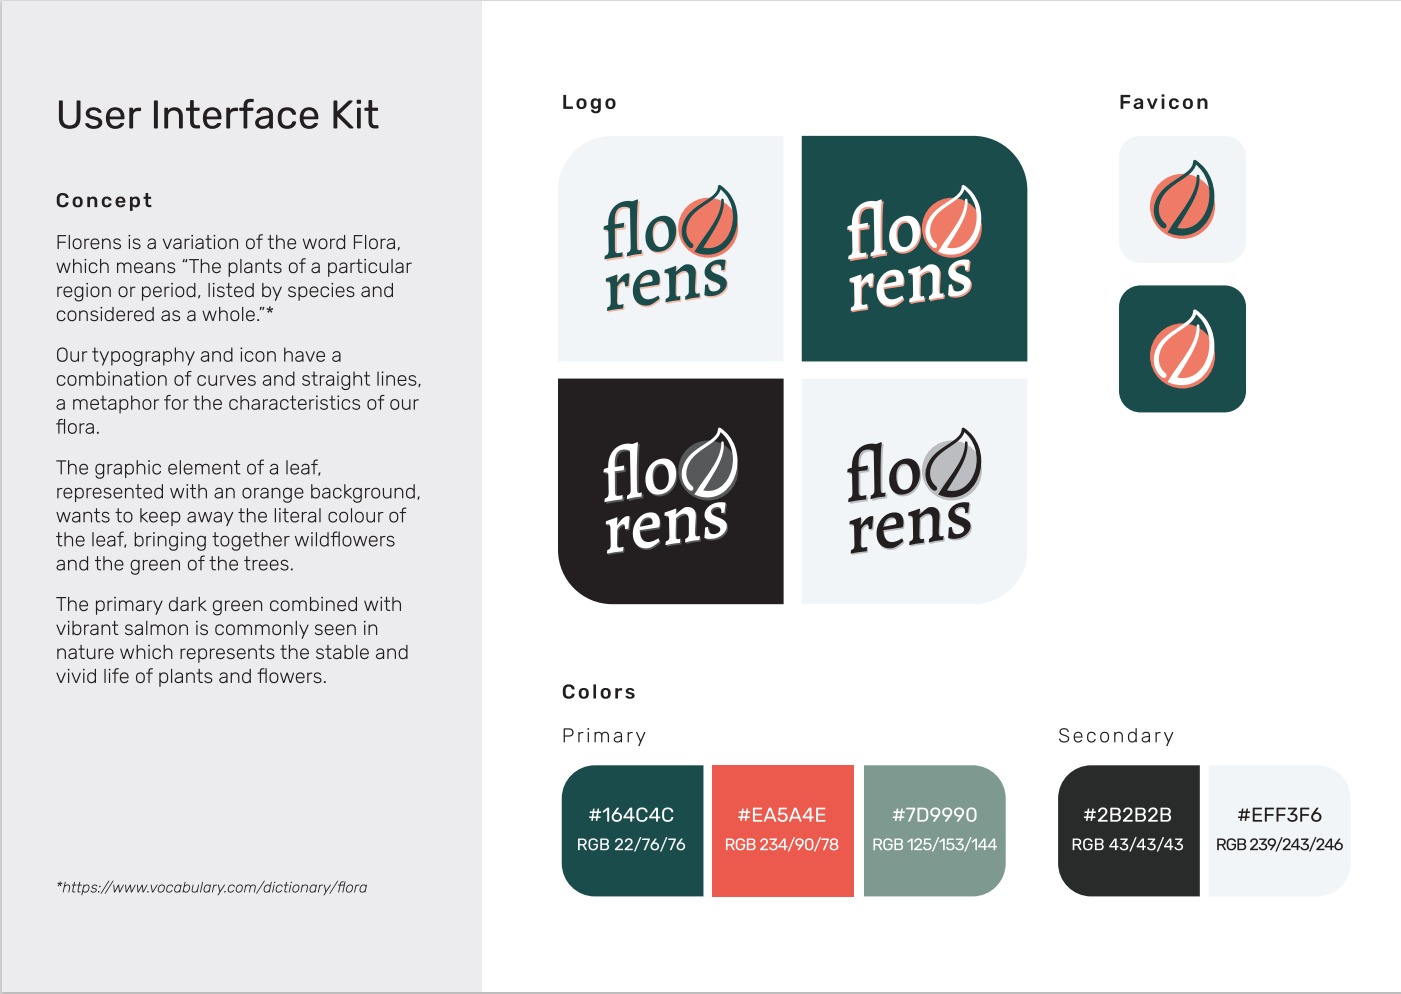 User Interface Kit
Concept
Florens is a variation of the word Flora,
which means “The plants of a particular
region or period, listed by species and
considered as a whole.”*
Our typography and icon have a
combination of curves and straight lines,
a metaphor for the characteristics of our
flora.
The graphic element of a leaf,
represented with an orange background,
wants to keep away the literal colour of
the leaf, bringing together wildflowers
and the green of the trees.
The primary dark green combined with
vibrant salmon is commonly seen in
nature which represents the stable and
vivid life of plants and flowers.
*https://www.vocabulary.com/dictionary/flora
Logo
flo
rens
flo
rens
flo
rens
flo
rens
Favicon
Colors
Primary
#164C4C
RGB 22/76/76
#EA5A4E
RGB 234/90/78
#7D9990
RGB 125/153/144
Secondary
#2B2B2B
RGB 43/43/43
#EFF3F6
RGB 239/243/246